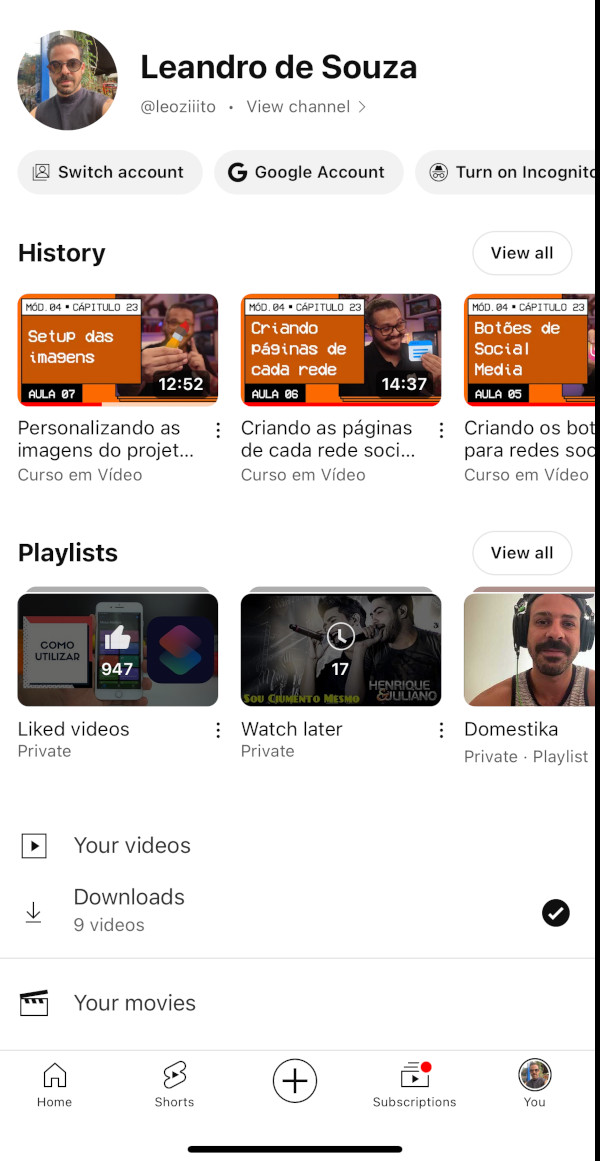 Leandro de Souza
@leoziiito • View channel
Switch account
Google Account
Turn on Incognito
History
View all
MÓD.04 • CÁPITULO 23
Setup das
imagens
AULA 07
12:52
MÓD.04 • CÁPITULO 23
Criando
páginas de
cada rede
AULA 06
14:37
MÓD.04 • CÁPITULO 23
Botões de
Social
Media
AULA 05
Personalizando as
imagens do projet...
Curso em Vídeo
Criando as páginas
de cada rede soci...
Curso em Vídeo
Criando os bot
para redes soc
Curso em Vídeo
Playlists
View all
COMO
UTILIZAR
947
17
SOU CIUMENTO MESMO
HENRIQUE
&JULIANO
Liked videos
Private
Watch later
Private
Domestika
Private · Playlist
Your videos
Downloads
9 videos
Your movies
Home
Shorts
Subscriptions
You